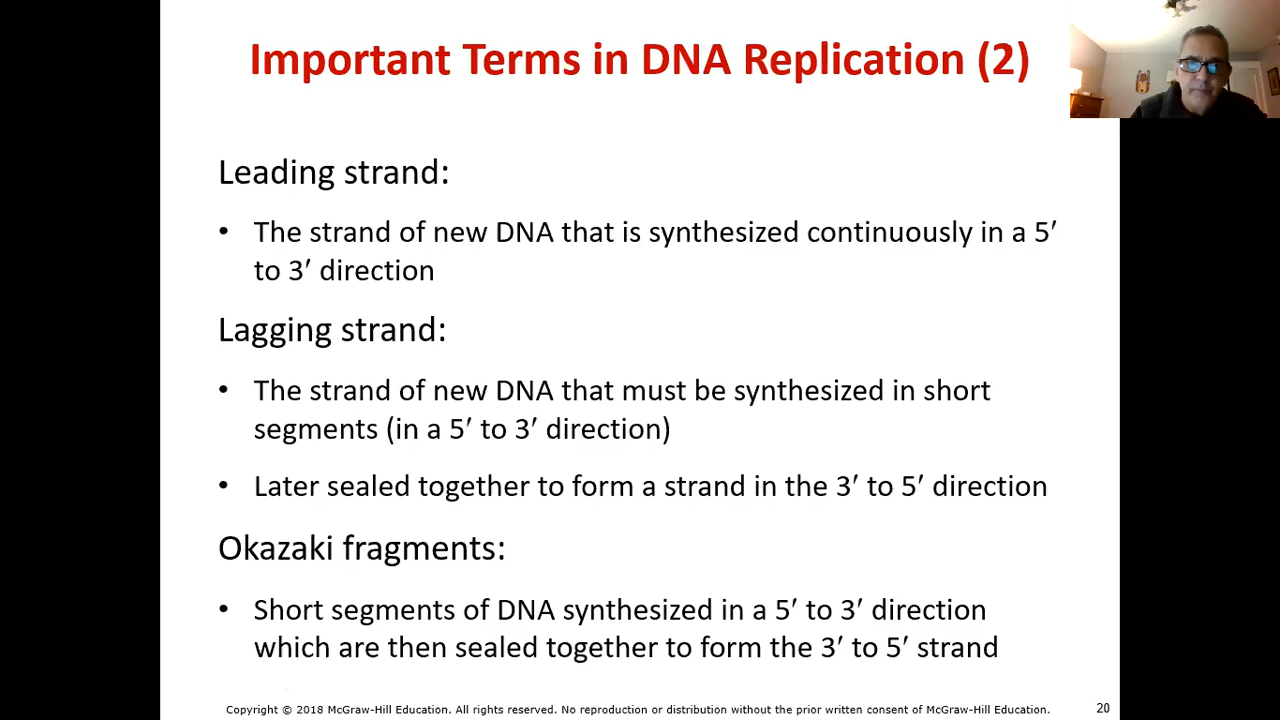 Important Terms in DNA Replication (2)
Leading strand:
• The strand of new DNA that is synthesized continuously in a 5′
to 3′ direction
Lagging strand:
• The strand of new DNA that must be synthesized in short
segments (in a 5′ to 3′ direction)
• Later sealed together to form a strand in the 3′ to 5′ direction
Okazaki fragments:
• Short segments of DNA synthesized in a 5′ to 3′ direction
which are then sealed together to form the 3′ to 5′ strand
Copyright © 2018 McGraw-Hill Education. All rights reserved. No reproduction or distribution without the prior written consent of McGraw-Hill Education.
20